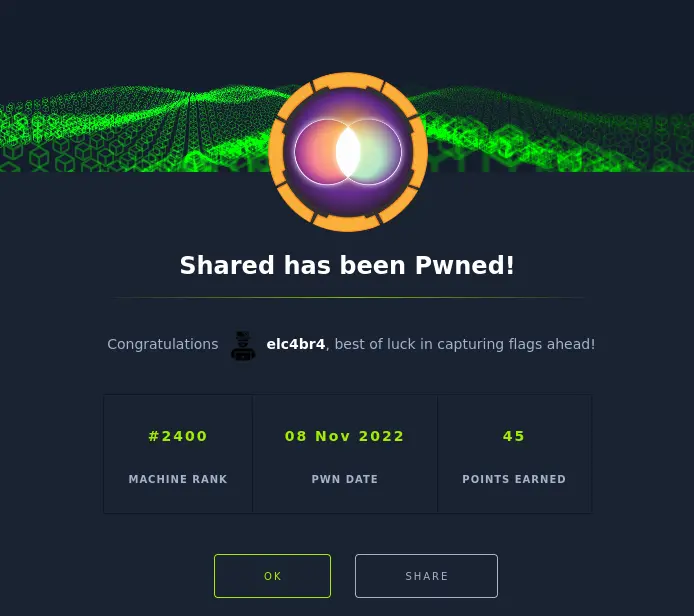 Shared has been Pwned!
Congratulations elc4br4, best of luck in capturing flags ahead!
#2400 08 Nov 2022 45
MACHINE RANK PWN DATE POINTS EARNED
OK SHARE